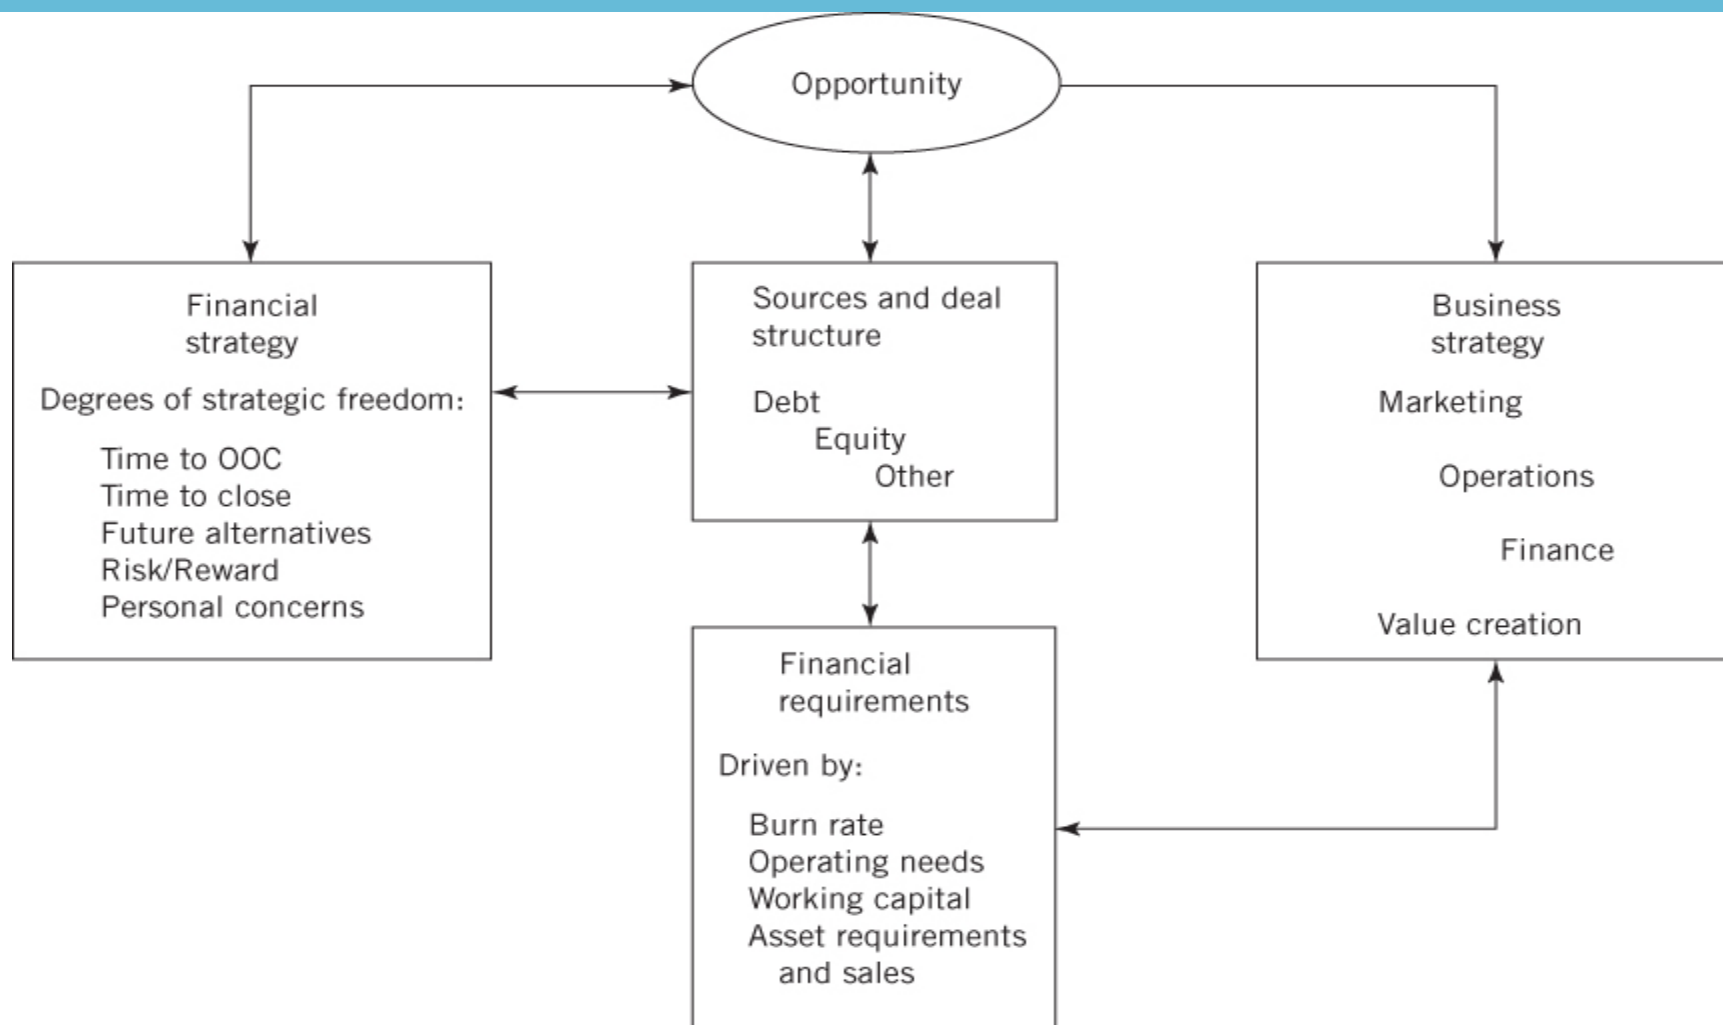 Opportunity
Financial
strategy
Degrees of strategic freedom:
Time to OOC
Time to close
Future alternatives
Risk/Reward
Personal concerns
Sources and deal
structure
Debt
Equity
Other
Business
strategy
Marketing
Operations
Finance
Value creation
Financial
requirements
Driven by:
Burn rate
Operating needs
Working capital
Asset requirements
and sales